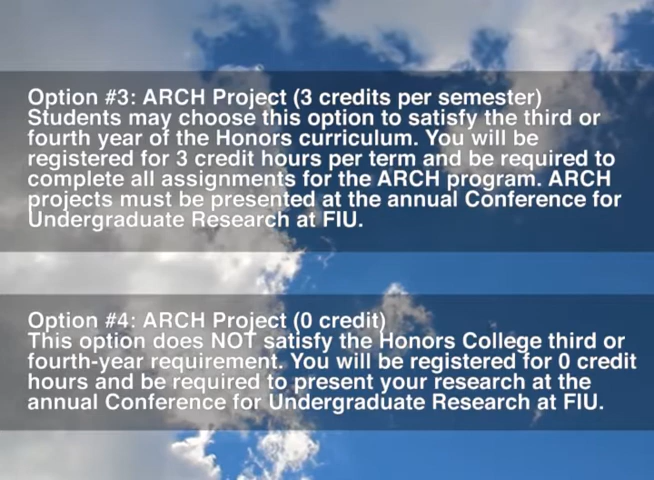 Option #3: ARCH Project (3 credits per semester)
Students may choose this option to satisfy the third or
fourth year of the Honors curriculum. You will be
registered for 3 credit hours per term and be required to
complete all assignments for the ARCH program. ARCH
projects must be presented at the annual Conference for
Undergraduate Research at FIU.
Option #4: ARCH Project (0 credit)
This option does NOT satisfy the Honors College third or
fourth-year requirement. You will be registered for 0 credit
hours and be required to present your research at the
annual Conference for Undergraduate Research at FIU.